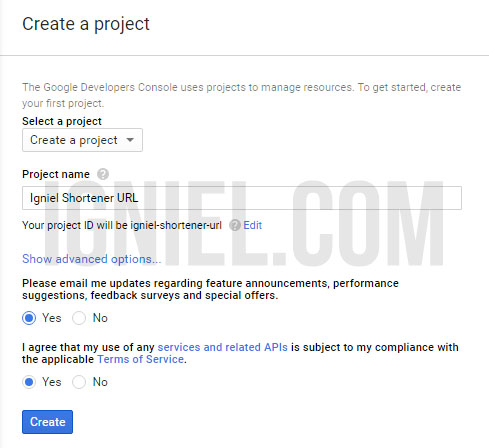 Create a project
The Google Developers Console uses projects to manage resources. To get started, create
your first project.
Select a project
Create a project
Project name ?
Igniel Shortener URL
IGNIEL.COM
Your project ID will be igniel-shortener-url ? Edit
Show advanced options...
Please email me updates regarding feature announcements, performance
suggestions, feedback surveys and special offers.
Yes No
I agree that my use of any services and related APIs is subject to my compliance with
the applicable Terms of Service.
Yes No
Create